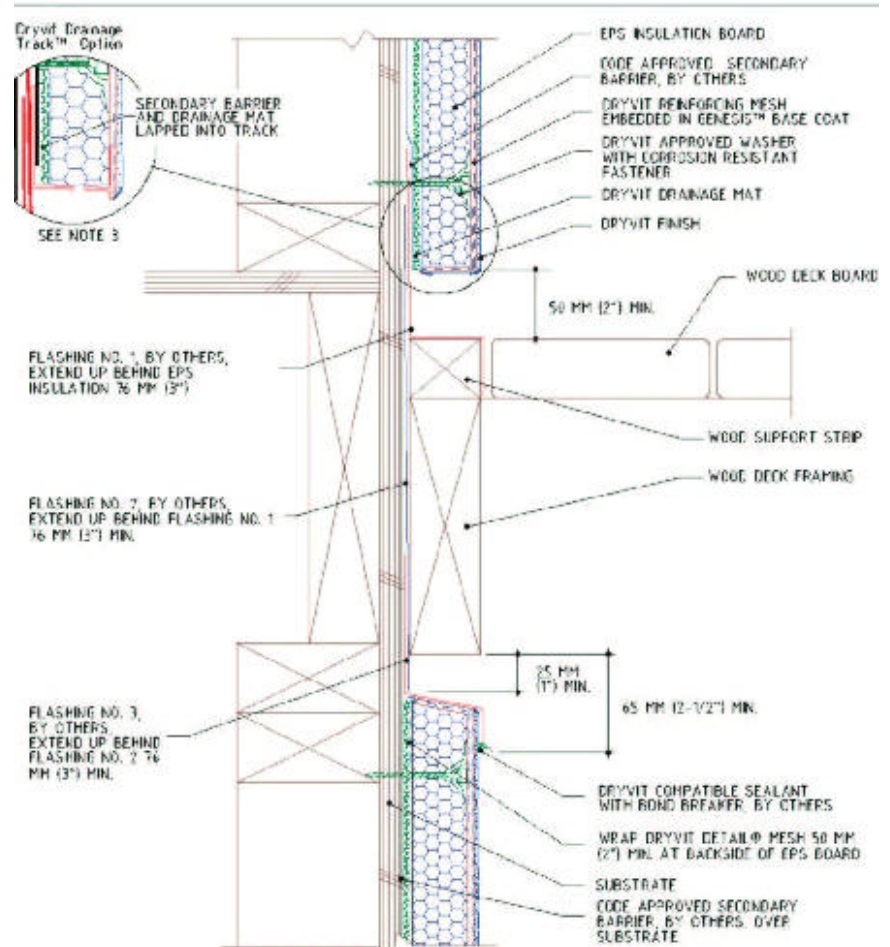 Dryvit Drainage
Track™ Option
SECONDARY BARRIER
AND DRAINAGE MAT
LAPPED INTO TRACK
SEE NOTE 3
EPS INSULATION BOARD
CODE APPROVED SECONDARY
BARRIER, BY OTHERS
DRYVIT REINFORCING MESH
EMBEDDED IN GENESIS™ BASE COAT
DRYVIT APPROVED WASHER
WITH CORROSION RESISTANT
FASTENER
DRYVIT DRAINAGE MAT
DRYVIT FINISH
WOOD DECK BOARD
50 MM (2") MIN.
FLASHING NO. 1, BY OTHERS,
EXTEND UP BEHIND EPS
INSULATION 76 MM (3")
WOOD SUPPORT STRIP
WOOD DECK FRAMING
FLASHING NO. 2, BY OTHERS,
EXTEND UP BEHIND FLASHING NO. 1
76 MM (3") MIN.
25 MM
(1") MIN.
65 MM (2-1/2") MIN.
FLASHING NO. 3,
BY OTHERS
EXTEND UP BEHIND
FLASHING NO. 2 76
MM (3") MIN.
DRYVIT COMPATIBLE SEALANT
WITH BOND BREAKER, BY OTHERS
WRAP DRYVIT DETAIL® MESH 50 MM
(2") MIN. AT BACKSIDE OF EPS BOARD
SUBSTRATE
CODE APPROVED SECONDARY
BARRIER, BY OTHERS, OVER
SUBSTRATE